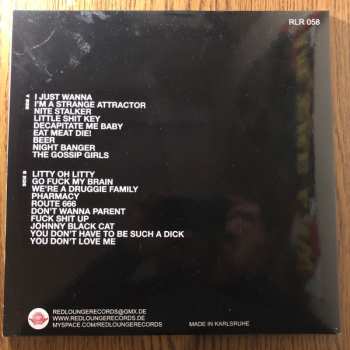 RLR 058
SIDE A
I JUST WANNA
I'M A STRANGE ATTRACTOR
NITE STALKER
LITTLE SHIT KEY
DECAPITATE ME BABY
EAT MEAT DIE!
BEER
NIGHT BANGER
THE GOSSIP GIRLS
SIDE B
LITTY OH LITTY
GO FUCK MY BRAIN
WE'RE A DRUGGIE FAMILY
PHARMACY
ROUTE 666
DON'T WANNA PARENT
FUCK SHIT UP
JOHNNY BLACK CAT
YOU DON'T HAVE TO BE SUCH A DICK
YOU DON'T LOVE ME
REDLOUNGERECORDS@GMX.DE
WWW.REDLOUNGERECORDS.DE
MYSPACE.COM/REDLOUNGERECORDS
MADE IN KARLSRUHE